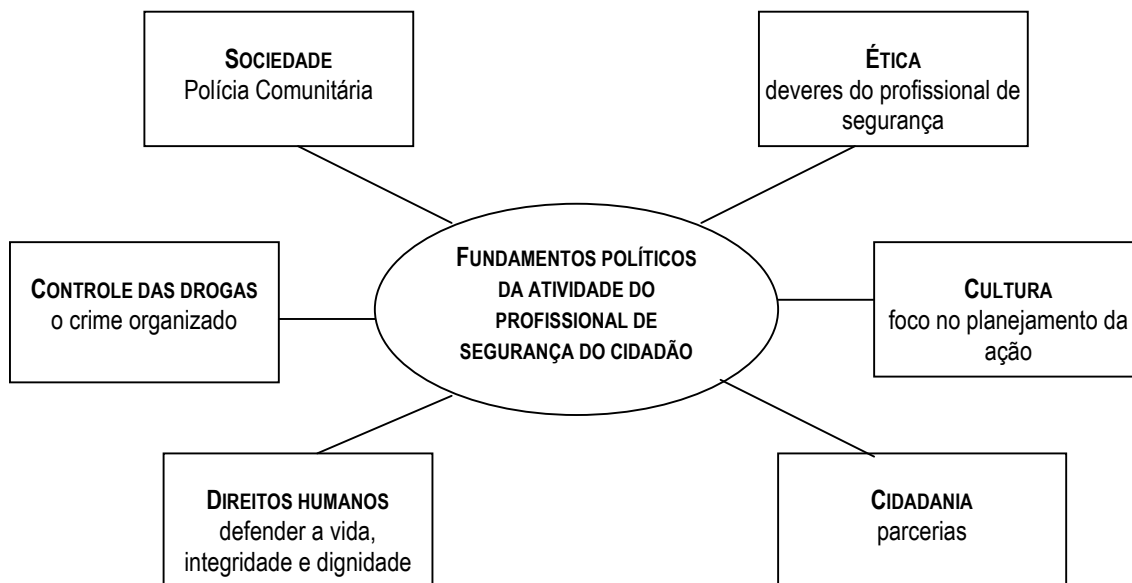 SOCIEDADE
Polícia Comunitária
ÉTICA
deveres do profissional de
segurança
CONTROLE DAS DROGAS
o crime organizado
FUNDAMENTOS POLÍTICOS
DA ATIVIDADE DO
PROFISSIONAL DE
SEGURANÇA DO CIDADÃO
CULTURA
foco no planejamento da
ação
DIREITOS HUMANOS
defender a vida,
integridade e dignidade
CIDADANIA
parcerias